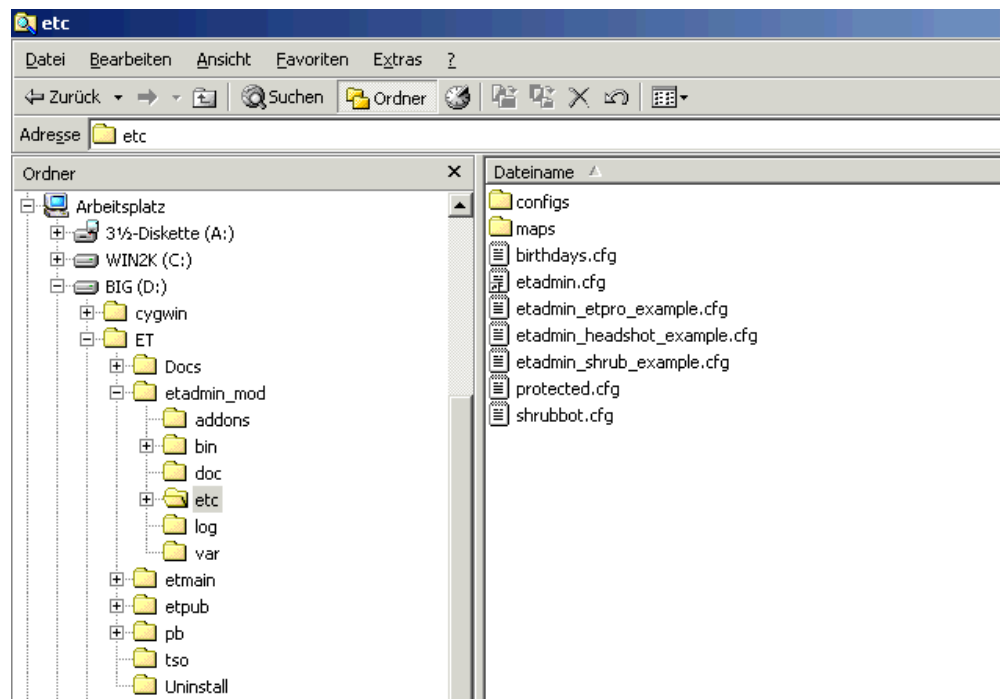 etc
Datei Bearbeiten Ansicht Favoriten Extras ?
Zurück Suchen Ordner
Adresse etc
Ordner
Arbeitsplatz
3½-Diskette (A:)
WIN2K (C:)
BIG (D:)
cygwin
ET
Docs
etadmin_mod
addons
bin
doc
etc
log
var
etmain
etpub
pb
tso
Uninstall
Dateiname
configs
maps
birthdays.cfg
etadmin.cfg
etadmin_etpro_example.cfg
etadmin_headshot_example.cfg
etadmin_shrub_example.cfg
protected.cfg
shrubbot.cfg